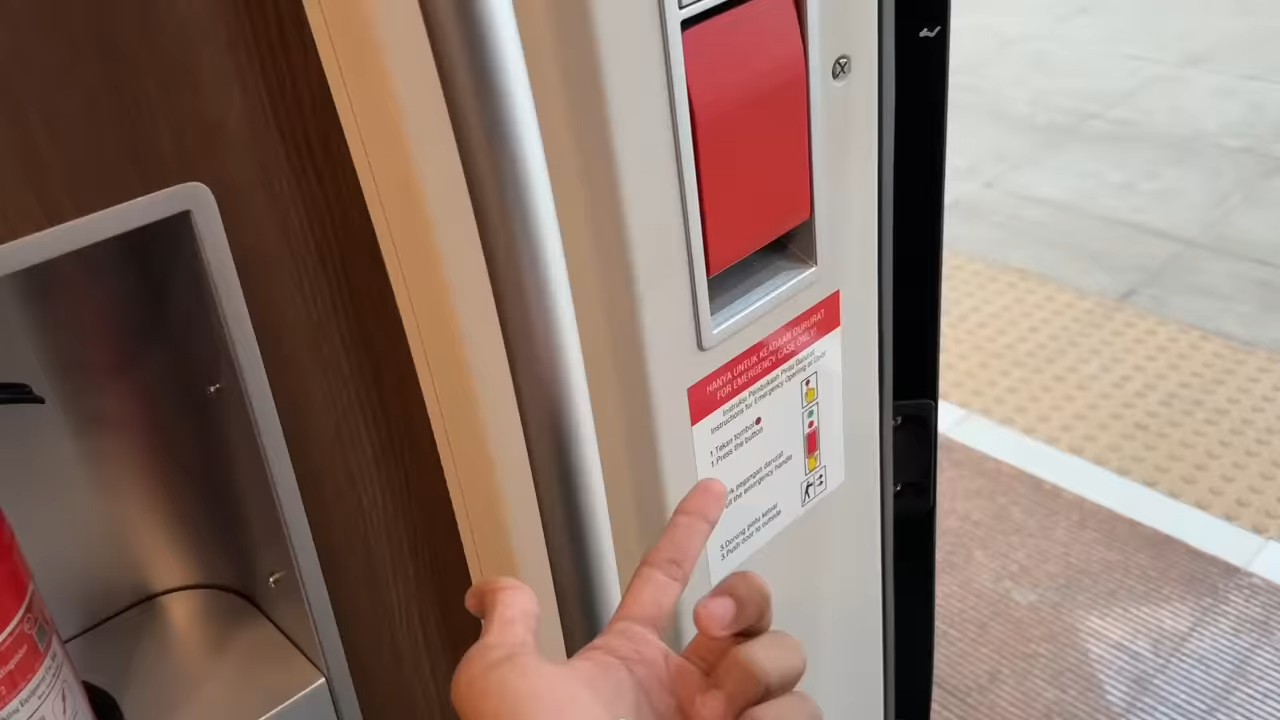 HANYA UNTUK KEADAAN DURURAT
FOR EMERGENCY CASE ONLY!
Instruksi Pembukaan Pintu Darurat
Instructions for Emergency Opening of Door
1.Tekan tombol
1.Press the button
pegangan darurat
the emergency handle
3.Dorong pintu keluar
3.Push door to outside